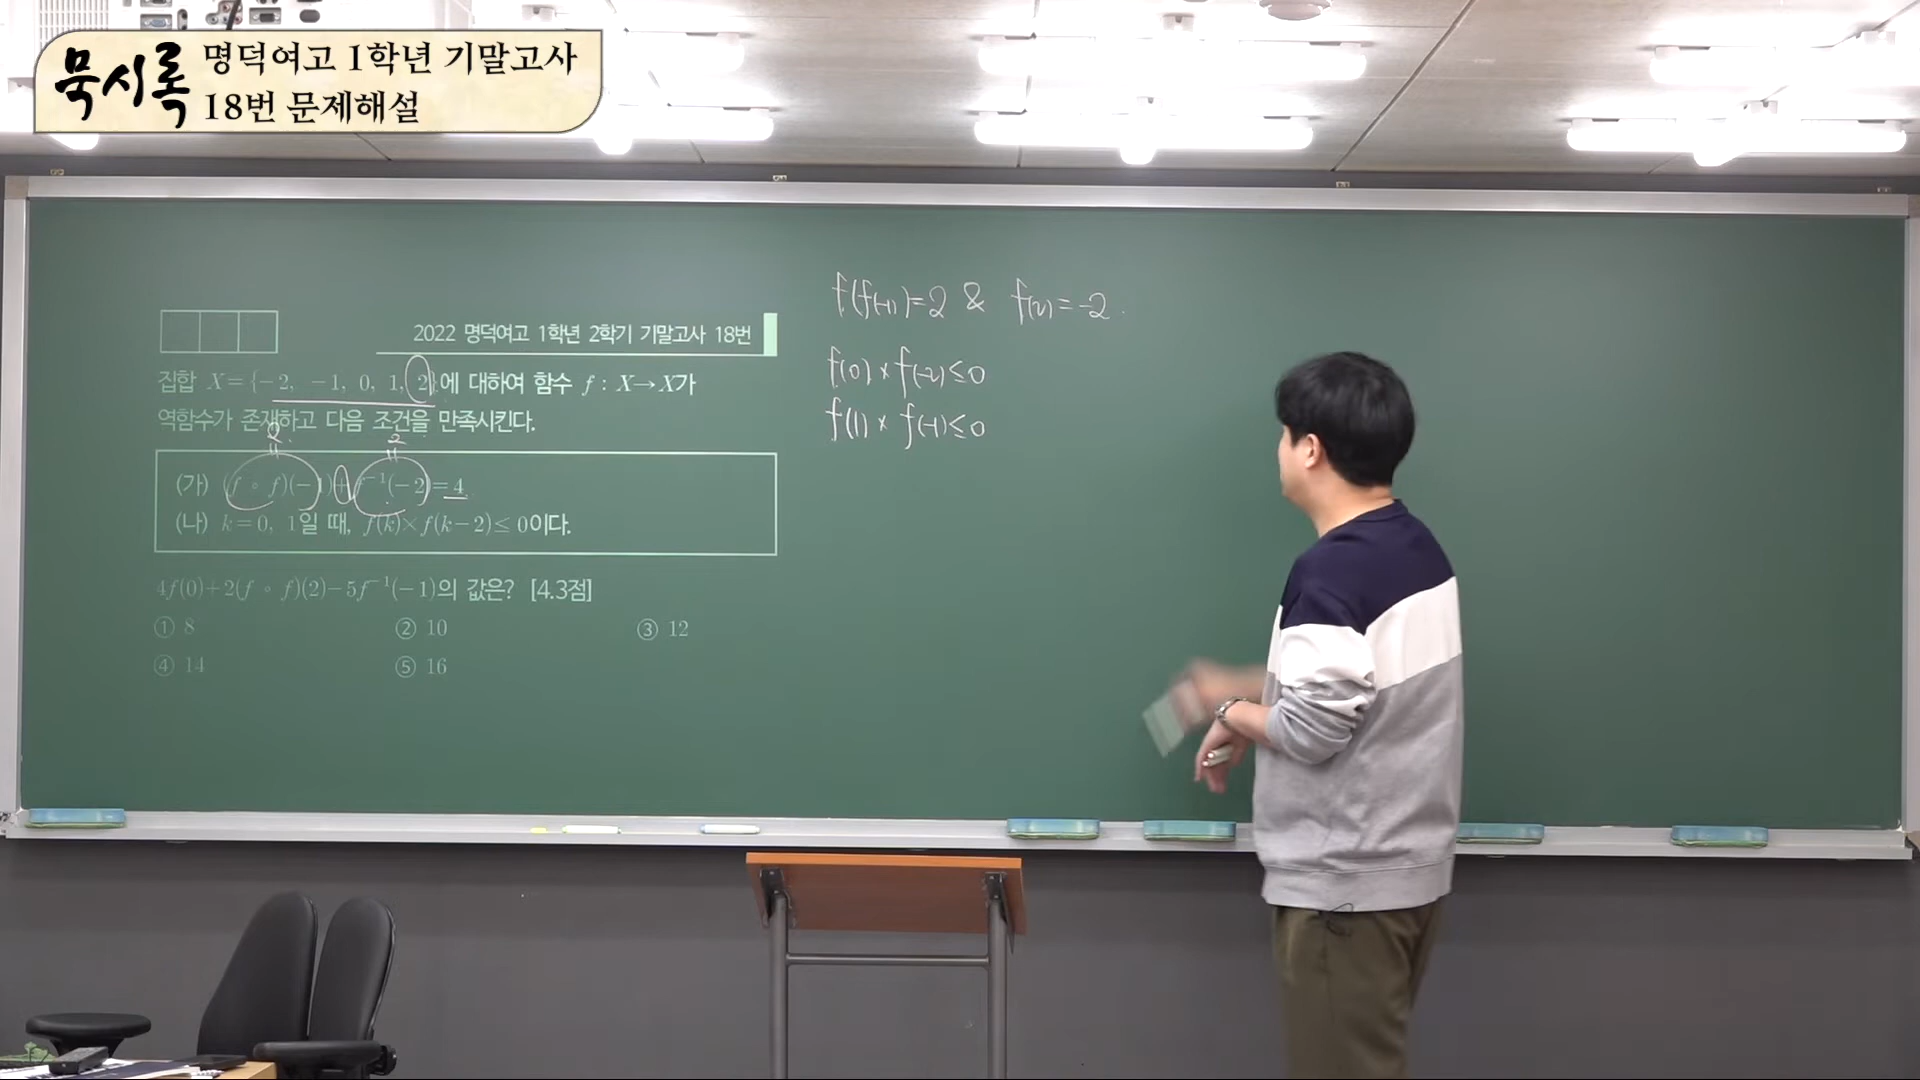 묵시록 명덕여고 1학년 기말고사
18번 문제해설
2022 명덕여고 1학년 2학기 기말고사 18번
집합 X={-2, -1, 0, 1, 2}에 대하여 함수 f : X→X가
역함수가 존재하고 다음 조건을 만족시킨다.
2 2
(가) (f∘f)(-1)+f⁻¹(-2)=4
(나) k=0, 1일 때, f(k)×f(k-2)≤0이다.
4f(0)+2(f∘f)(2)-5f⁻¹(-1)의 값은? [4.3점]
① 8 ② 10 ③ 12
④ 14 ⑤ 16
f(f(-1))=2 & f(2)=-2.
f(0)×f(-2)≤0
f(1)×f(-1)≤0